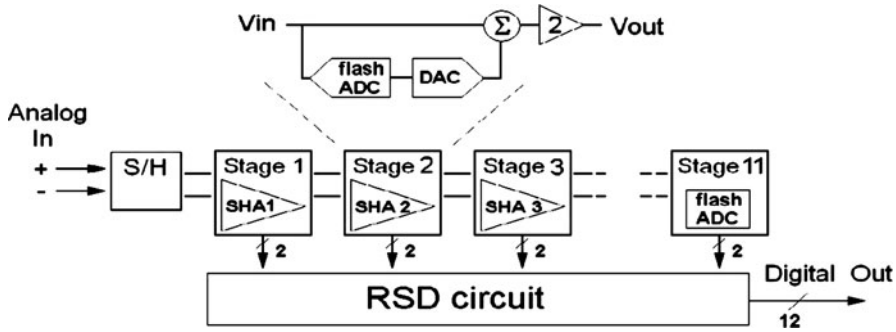 Vin
Σ
2
Vout
flash
ADC
DAC
Analog
In
+
-
S/H
Stage 1
SHA1
Stage 2
SHA 2
Stage 3
SHA 3
Stage 11
flash
ADC
2
2
2
2
RSD circuit
Digital Out
12